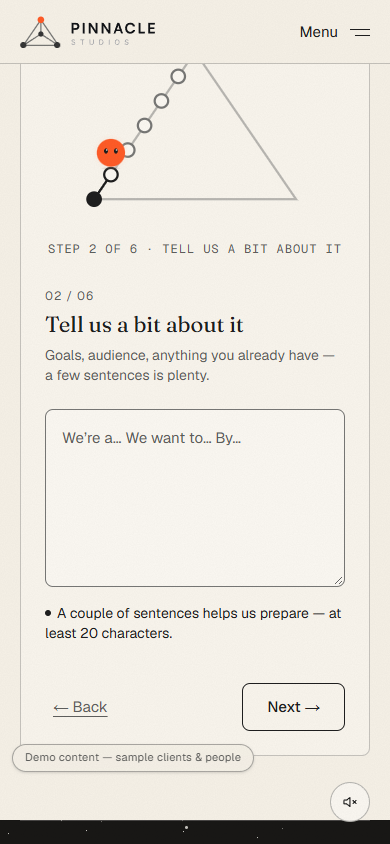 PINNACLE
STUDIOS
Menu
STEP 2 OF 6 · TELL US A BIT ABOUT IT
02 / 06
Tell us a bit about it
Goals, audience, anything you already have —
a few sentences is plenty.
We’re a… We want to… By…
A couple of sentences helps us prepare — at
least 20 characters.
← Back
Next →
Demo content — sample clients & people